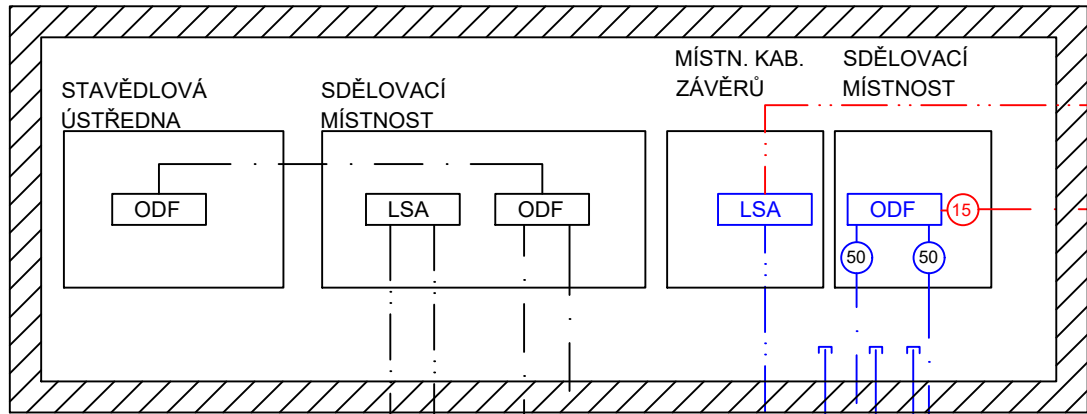 STAVĚDLOVÁ
ÚSTŘEDNA
SDĚLOVACÍ
MÍSTNOST
MÍSTN. KAB.
ZÁVĚRŮ
SDĚLOVACÍ
MÍSTNOST
ODF
LSA
ODF
LSA
ODF
15
50
50